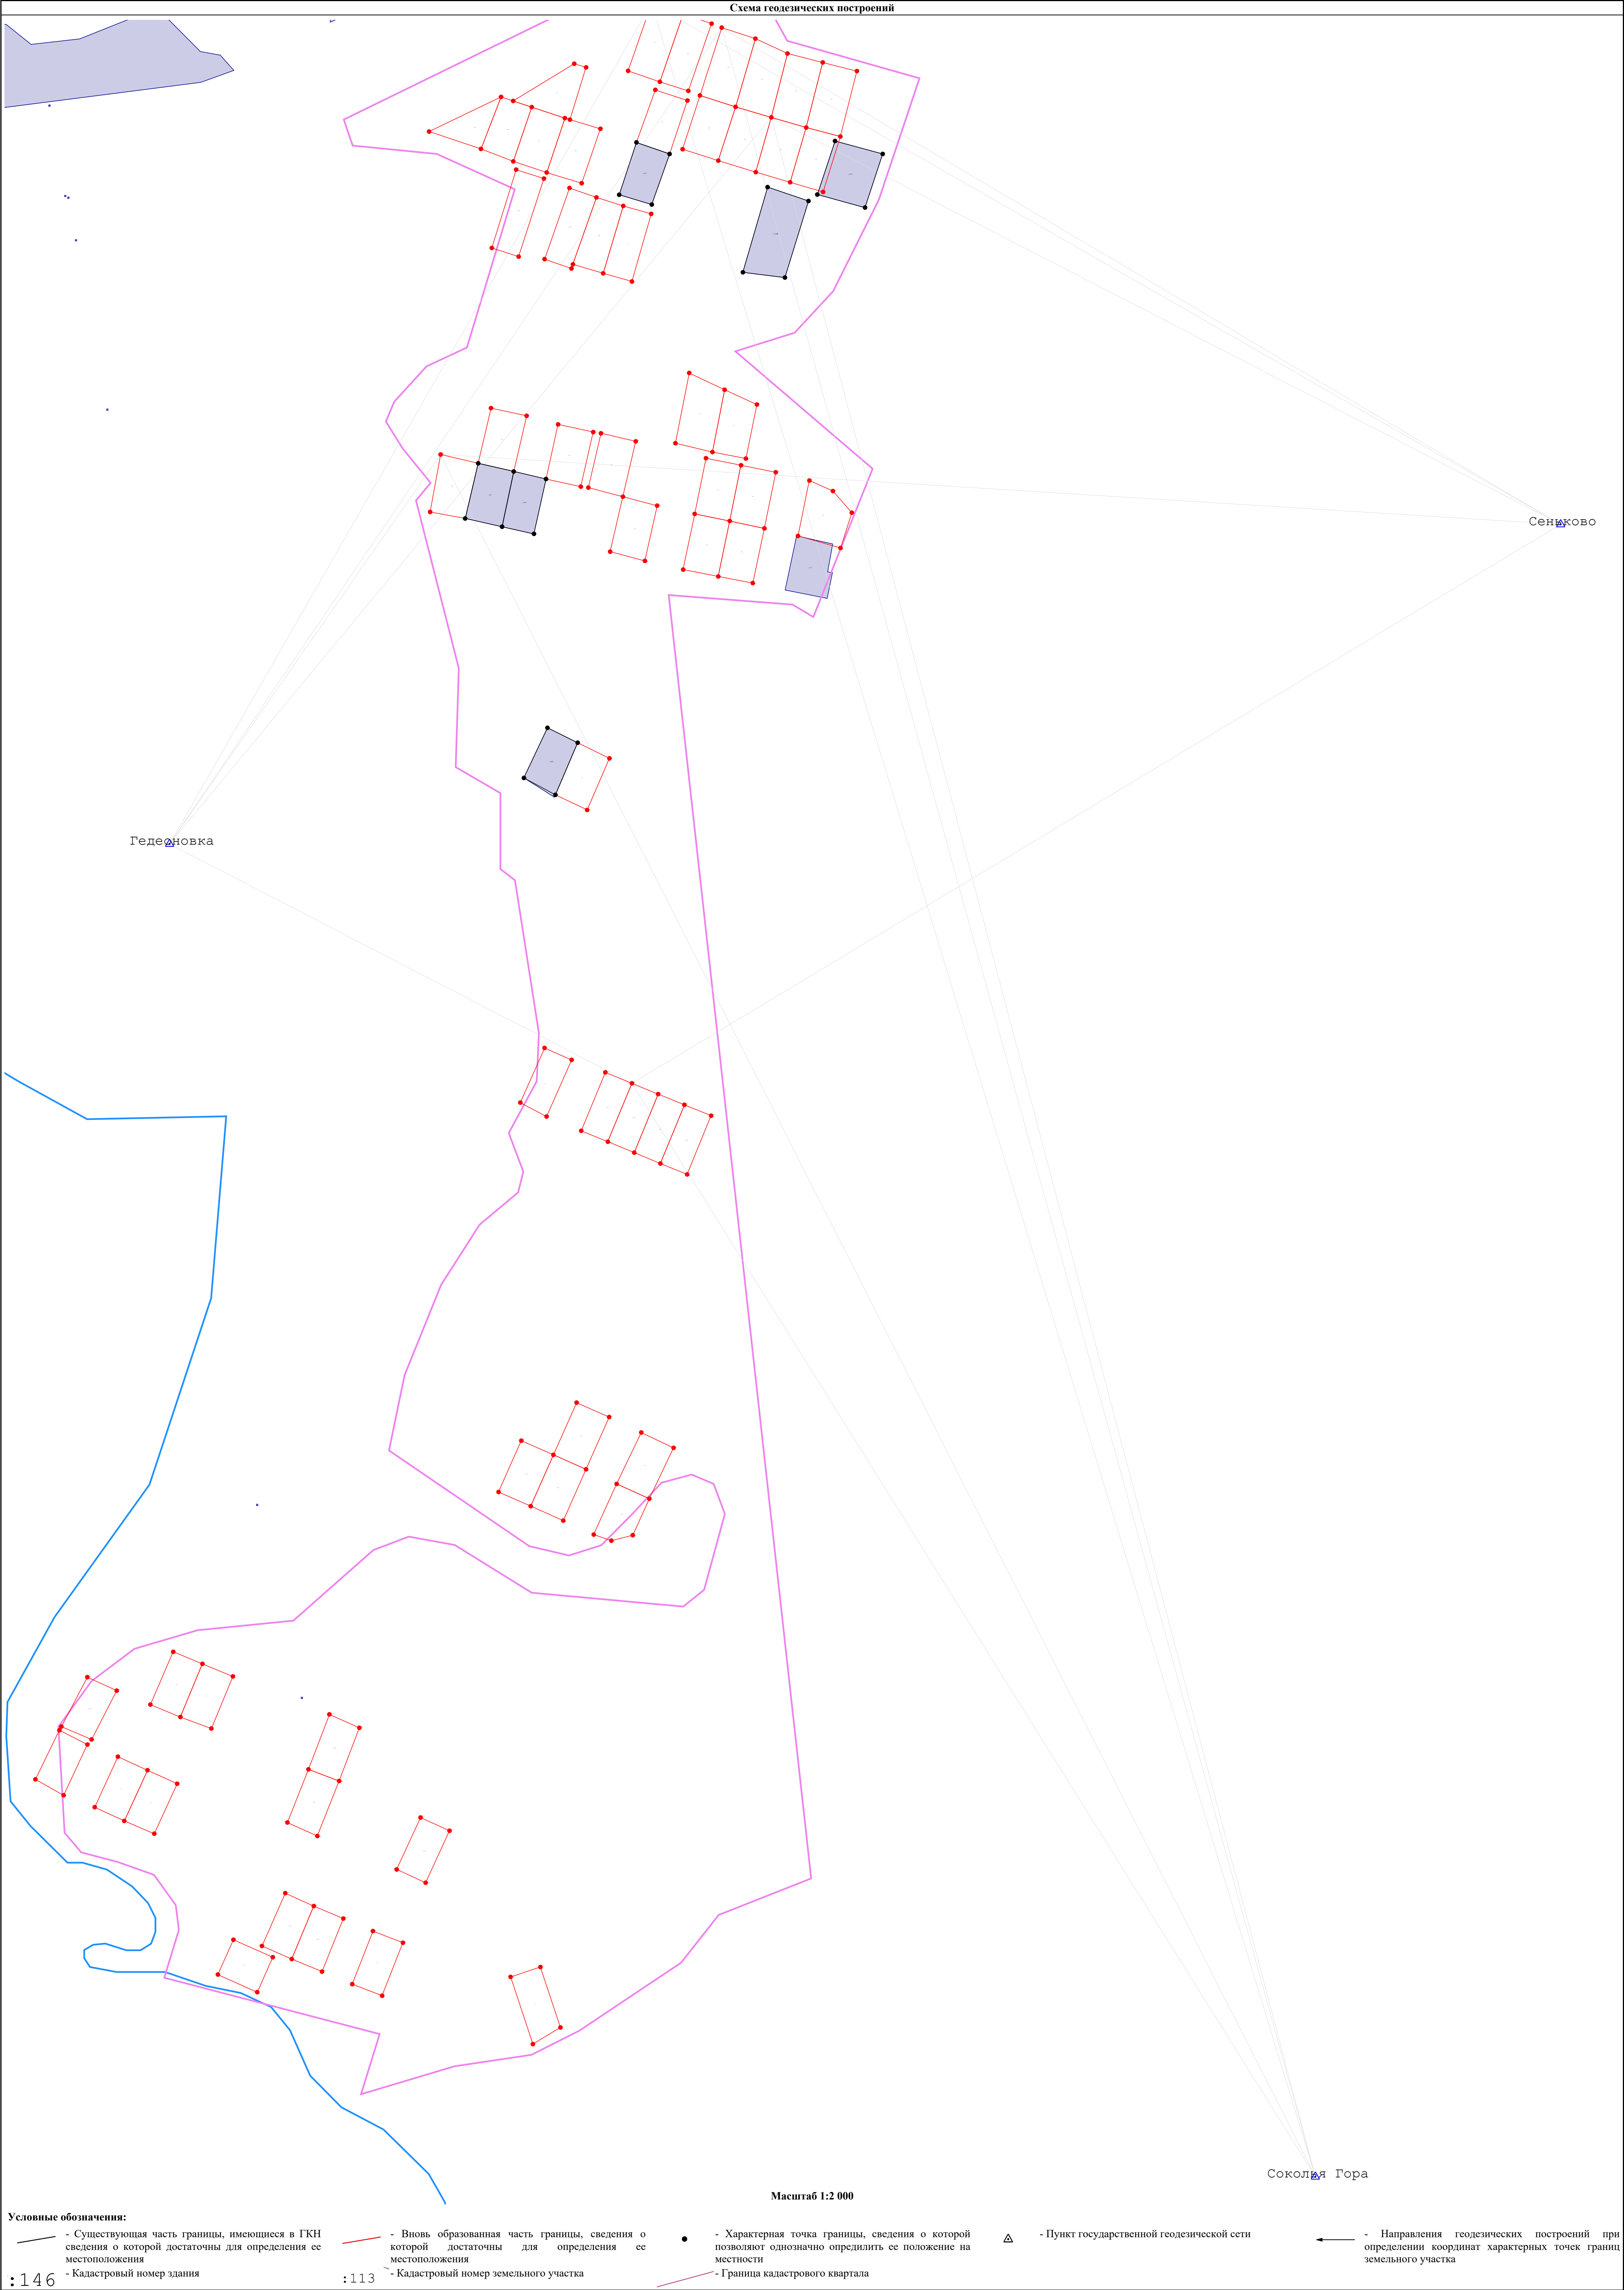 Схема геодезических построений
Сеньково
Гедеоновка
Соколья Гора
Масштаб 1:2 000
Условные обозначения:
- Существующая часть границы, имеющиеся в ГКН
сведения о которой достаточны для определения ее
местоположения
- Вновь образованная часть границы, сведения о
которой достаточны для определения ее
местоположения
- Характерная точка границы, сведения о которой
позволяют однозначно опредилить ее положение на
местности
- Пункт государственной геодезической сети
- Направления геодезических построений при
определении координат характерных точек границ
земельного участка
:146 - Кадастровый номер здания
:113 - Кадастровый номер земельного участка
- Граница кадастрового квартала